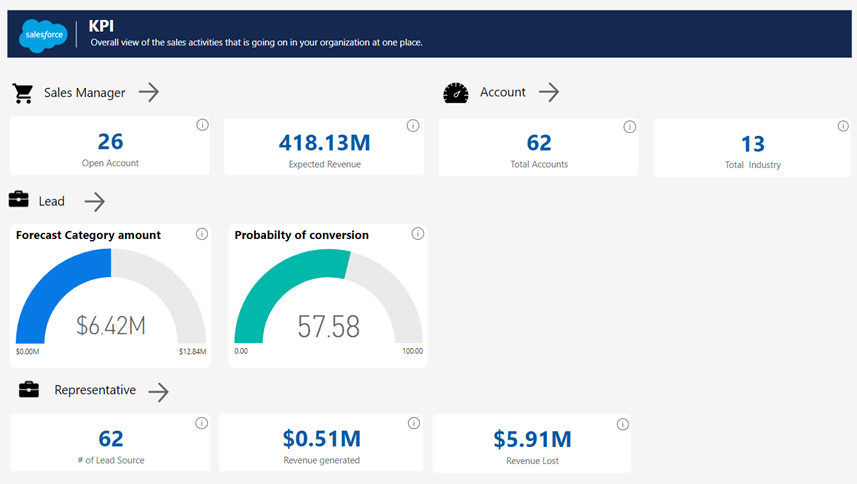 salesforce
KPI
Overall view of the sales activities that is going on in your organization at one place.
Sales Manager
Account
26
Open Account
418.13M
Expected Revenue
62
Total Accounts
13
Total Industry
Lead
Forecast Category amount
$6.42M
$0.00M
$12.84M
Probabilty of conversion
57.58
0.00
100.00
Representative
62
# of Lead Source
$0.51M
Revenue generated
$5.91M
Revenue Lost